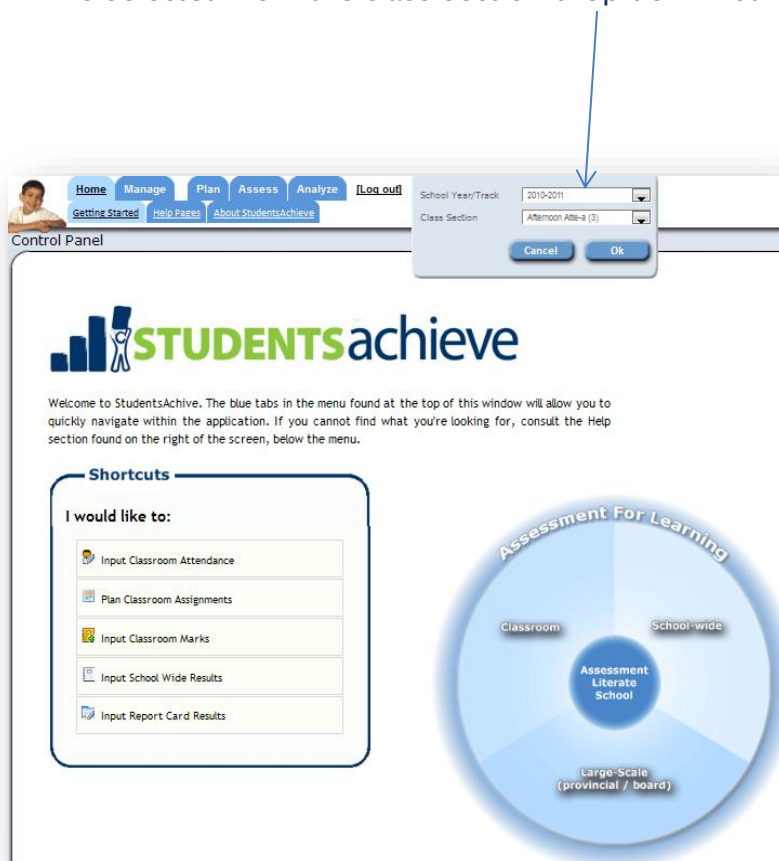 Home Manage Plan Assess Analyze [Log out]
Getting Started Help Pages About StudentsAchieve
School Year/Track 2010-2011
Class Section Afternoon Atte-a (3)
Cancel Ok
Control Panel
STUDENTSachieve
Welcome to StudentsAchive. The blue tabs in the menu found at the top of this window will allow you to
quickly navigate within the application. If you cannot find what you're looking for, consult the Help
section found on the right of the screen, below the menu.
Shortcuts
I would like to:
Input Classroom Attendance
Plan Classroom Assignments
Input Classroom Marks
Input School Wide Results
Input Report Card Results
Assessment For Learning
Classroom
School-wide
Assessment
Literate
School
Large-Scale
(provincial / board)